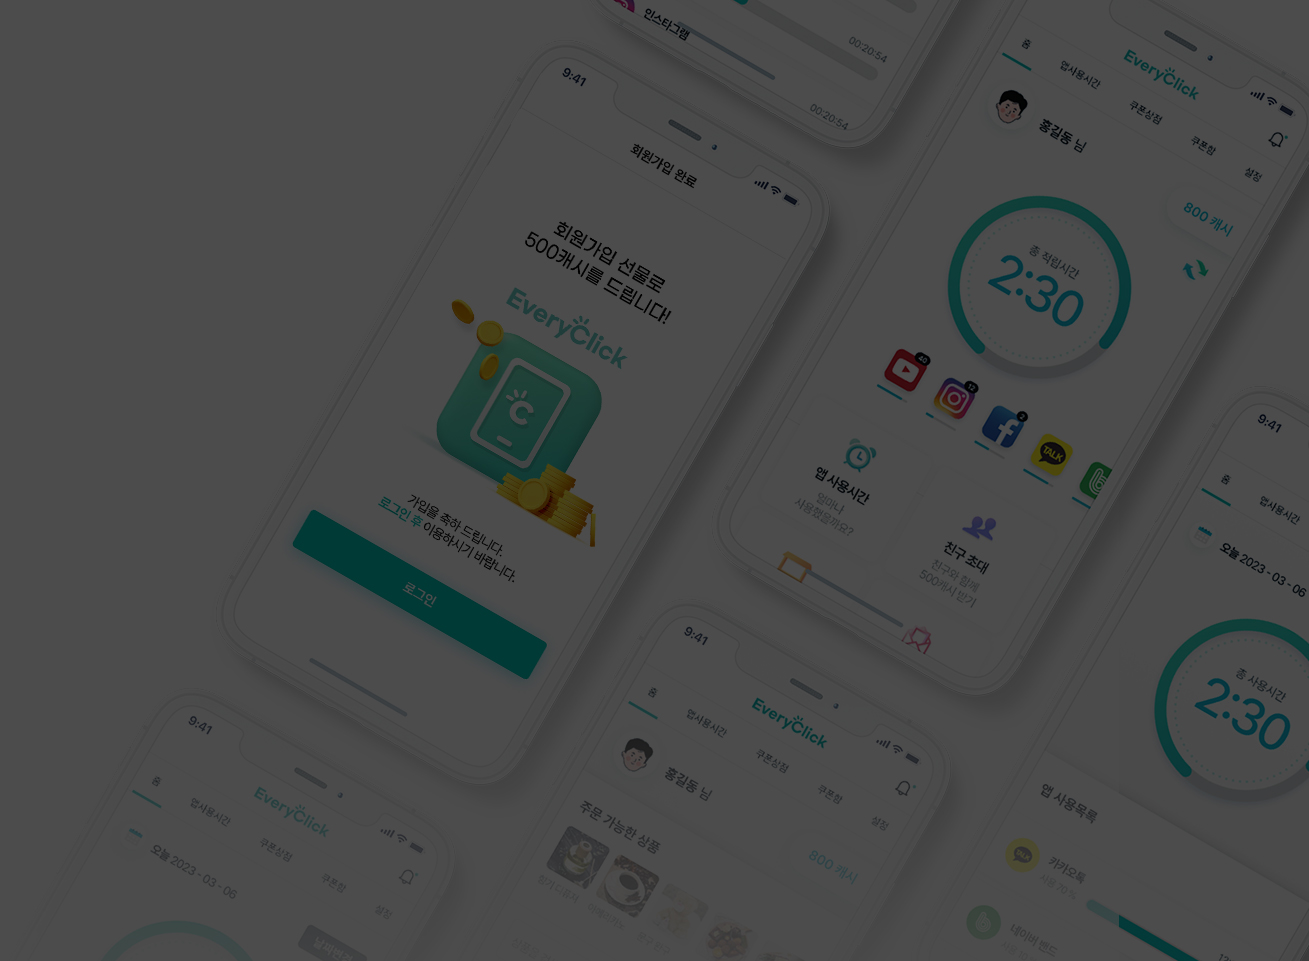 인스타그램
00:20:54
00:20:54
9:41
회원가입 완료
회원가입 선물로
500캐시를 드립니다!
EveryClick
C
가입을 축하 드립니다.
로그인 후 이용하시기 바랍니다.
로그인
EveryClick
홈
앱사용시간
쿠폰상점
쿠폰함
설정
홍길동 님
800 캐시
총 적립시간
2:30
40
12
2
TALK
앱 사용시간
얼마나
사용했을까요?
친구 초대
친구와 함께
500캐시 받기
9:41
홈
앱사용시간
오늘 2023 - 03 - 06
총 사용시간
2:30
앱 사용목록
TALK
카카오톡
사용 70 %
네이버 밴드
9:41
EveryClick
홈
앱사용시간
쿠폰상점
쿠폰함
설정
홍길동 님
800 캐시
주문 가능한 상품
9:41
EveryClick
홈
앱사용시간
쿠폰상점
쿠폰함
설정
오늘 2023 - 03 - 06